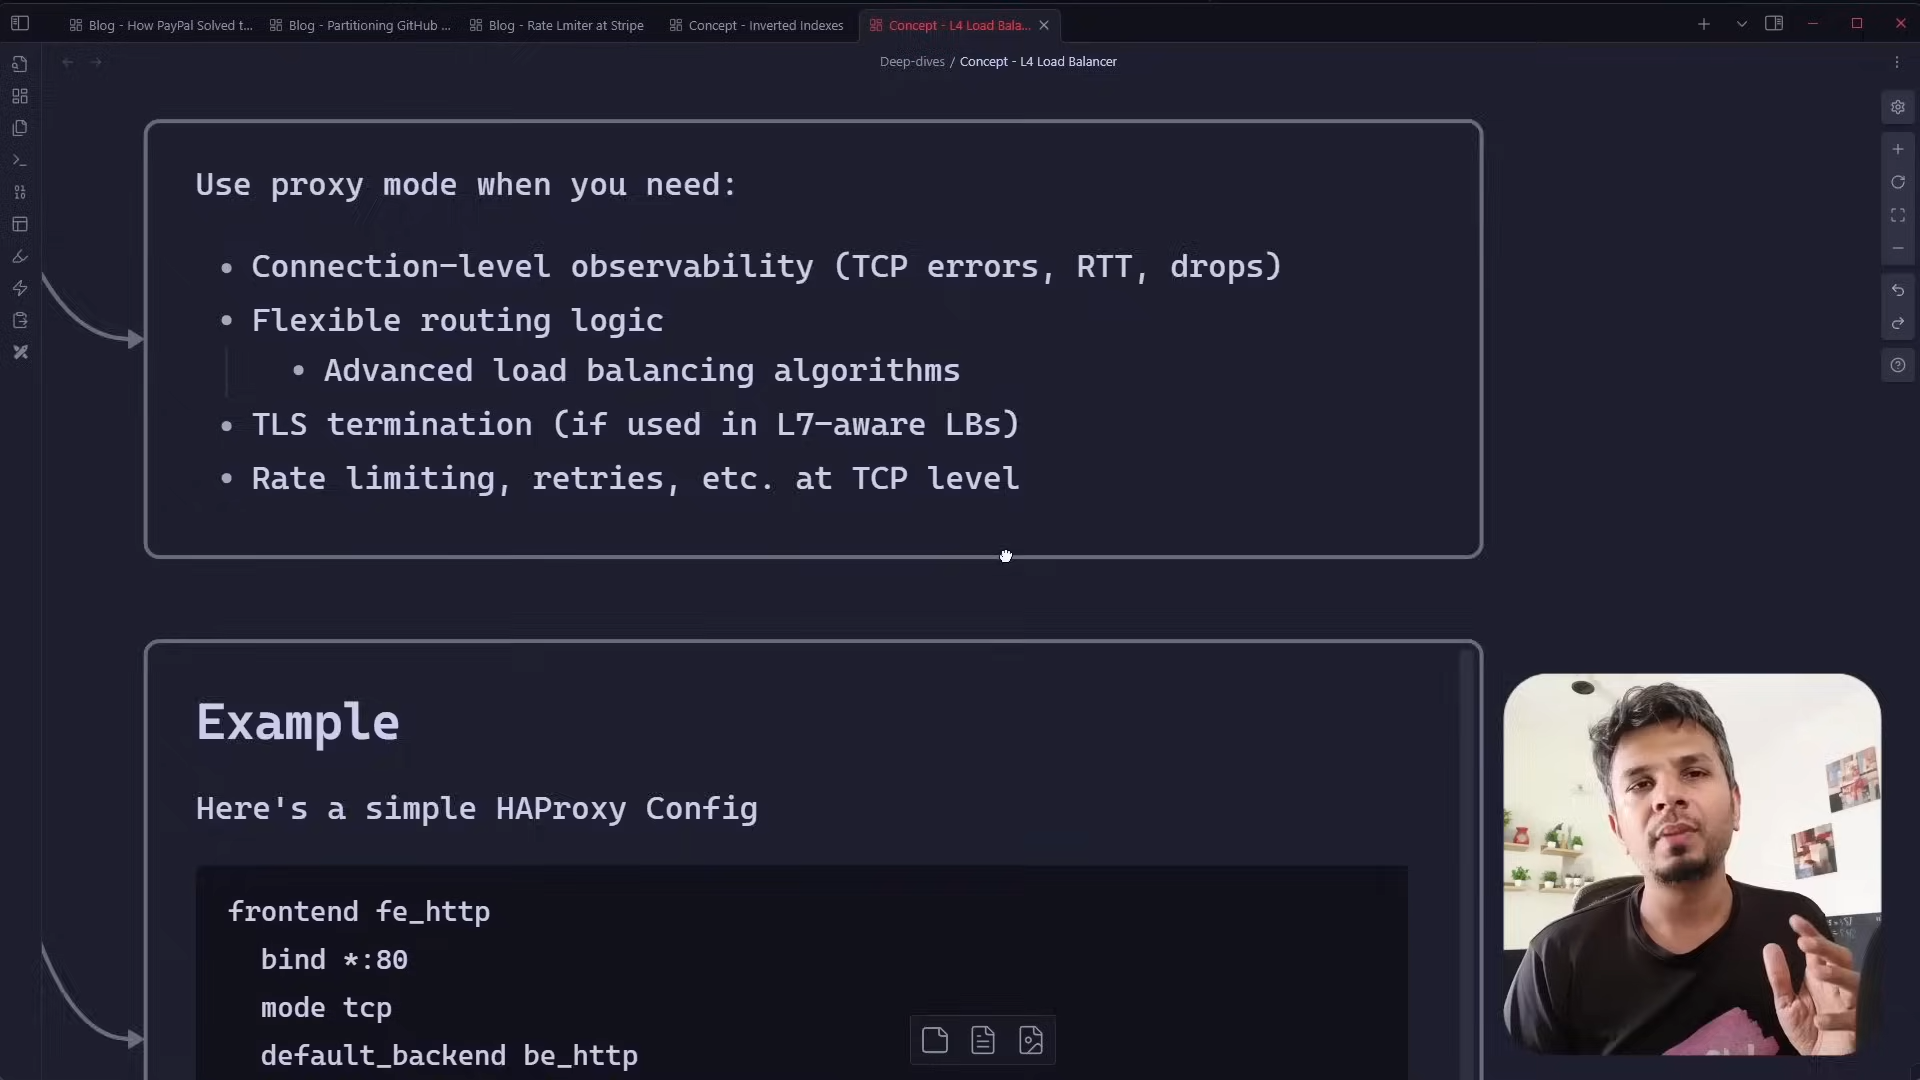 Blog - How PayPal Solved t...
Blog - Partitioning GitHub ...
Blog - Rate Lmiter at Stripe
Concept - Inverted Indexes
Concept - L4 Load Bala...
Deep-dives / Concept - L4 Load Balancer
Use proxy mode when you need:
• Connection-level observability (TCP errors, RTT, drops)
• Flexible routing logic
• Advanced load balancing algorithms
• TLS termination (if used in L7-aware LBs)
• Rate limiting, retries, etc. at TCP level
Example
Here's a simple HAProxy Config
frontend fe_http
bind *:80
mode tcp
default_backend be_http